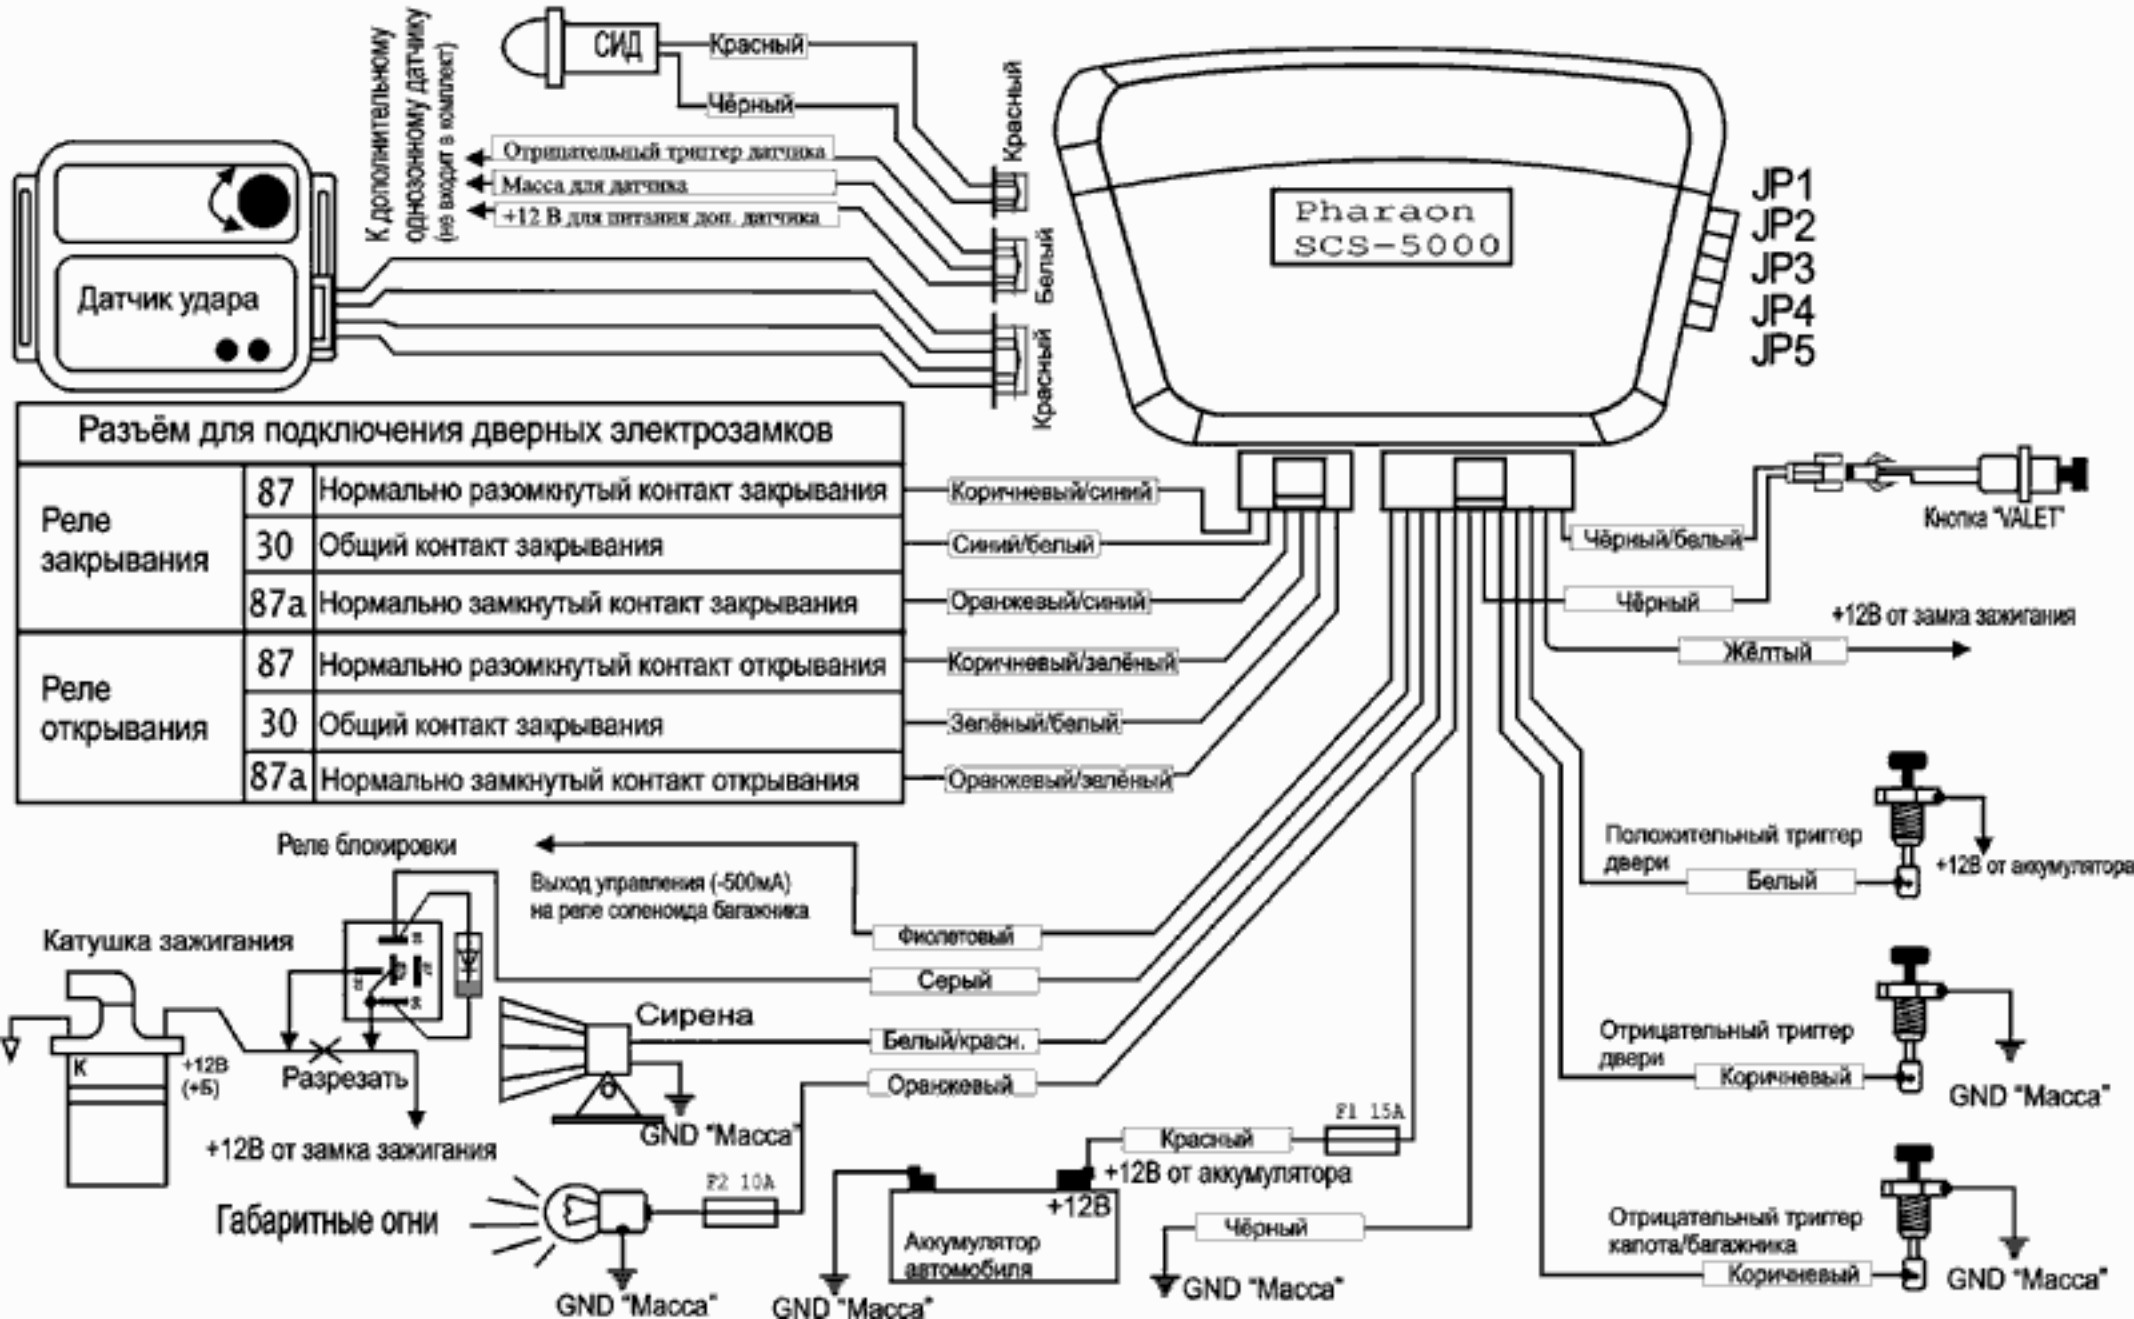 СИД
Красный
Чёрный
К дополнительному
однозонному датчику
(не входит в комплект)
Отрицательный триггер датчика
Масса для датчика
+12 В для питания доп. датчика
Красный
Белый
Красный
Датчик удара
Pharaon
SCS-5000
JP1
JP2
JP3
JP4
JP5
Разъём для подключения дверных электрозамков
Реле
закрывания
87 Нормально разомкнутый контакт закрывания
30 Общий контакт закрывания
87а Нормально замкнутый контакт закрывания
Реле
открывания
87 Нормально разомкнутый контакт открывания
30 Общий контакт закрывания
87а Нормально замкнутый контакт открывания
Коричневый/синий
Синий/белый
Оранжевый/синий
Коричневый/зелёный
Зелёный/белый
Оранжевый/зелёный
Чёрный/белый
Кнопка "VALET"
Чёрный
+12В от замка зажигания
Жёлтый
Положительный триггер
двери
Белый
+12В от аккумулятора
Отрицательный триггер
двери
Коричневый
GND "Масса"
Отрицательный триггер
капота/багажника
Коричневый
GND "Масса"
Реле блокировки
Выход управления (-500мА)
на реле соленоида багажника
Фиолетовый
Серый
Белый/красн.
Оранжевый
Катушка зажигания
К
+12В
(+Б)
Разрезать
+12В от замка зажигания
Сирена
GND "Масса"
Габаритные огни
F2 10A
GND "Масса"
F1 15A
Красный
+12В от аккумулятора
+12В
Аккумулятор
автомобиля
GND "Масса"
Чёрный
GND "Масса"